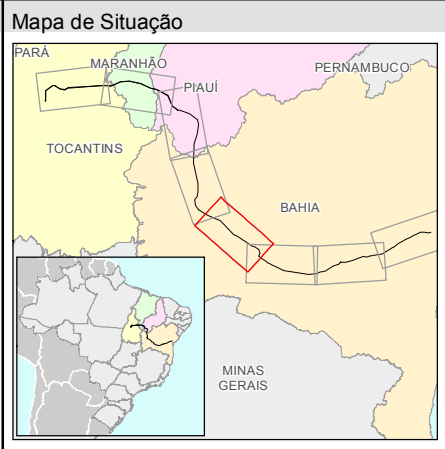 Mapa de Situação
PARÁ
MARANHÃO
PERNAMBUCO
PIAUÍ
TOCANTINS
BAHIA
MINAS
GERAIS